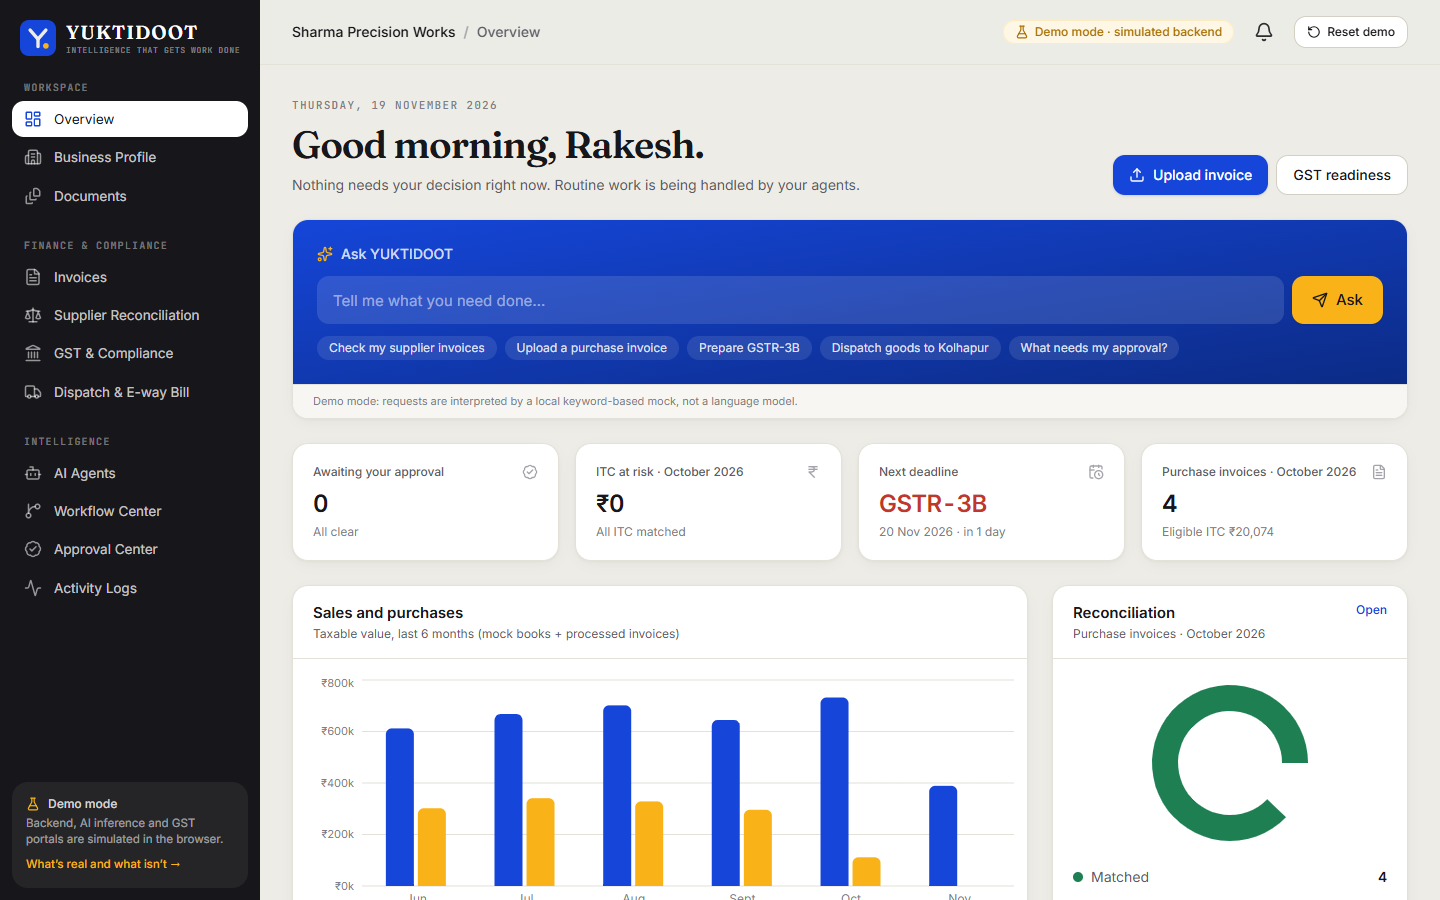 YUKTIDOOT
INTELLIGENCE THAT GETS WORK DONE
WORKSPACE
Overview
Business Profile
Documents
FINANCE & COMPLIANCE
Invoices
Supplier Reconciliation
GST & Compliance
Dispatch & E-way Bill
INTELLIGENCE
AI Agents
Workflow Center
Approval Center
Activity Logs
Demo mode
Backend, AI inference and GST
portals are simulated in the browser.
What's real and what isn't →
Sharma Precision Works / Overview
Demo mode · simulated backend
Reset demo
THURSDAY, 19 NOVEMBER 2026
Good morning, Rakesh.
Nothing needs your decision right now. Routine work is being handled by your agents.
Upload invoice
GST readiness
Ask YUKTIDOOT
Tell me what you need done...
Ask
Check my supplier invoices
Upload a purchase invoice
Prepare GSTR-3B
Dispatch goods to Kolhapur
What needs my approval?
Demo mode: requests are interpreted by a local keyword-based mock, not a language model.
Awaiting your approval
0
All clear
ITC at risk · October 2026
₹0
All ITC matched
Next deadline
GSTR-3B
20 Nov 2026 · in 1 day
Purchase invoices · October 2026
4
Eligible ITC ₹20,074
Sales and purchases
Taxable value, last 6 months (mock books + processed invoices)
₹800k
₹600k
₹400k
₹200k
₹0k
Jun
Jul
Aug
Sept
Oct
Nov
Reconciliation
Open
Purchase invoices · October 2026
Matched
4